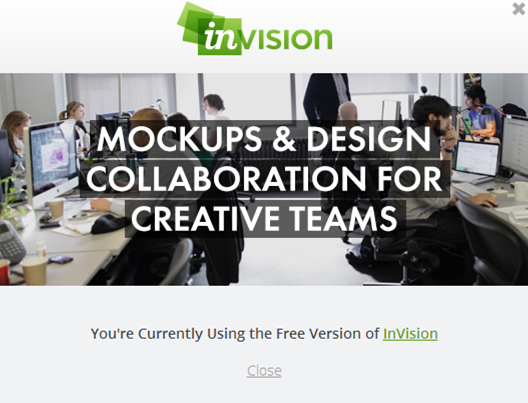 invision
MOCKUPS & DESIGN
COLLABORATION FOR
CREATIVE TEAMS
You're Currently Using the Free Version of InVision
Close